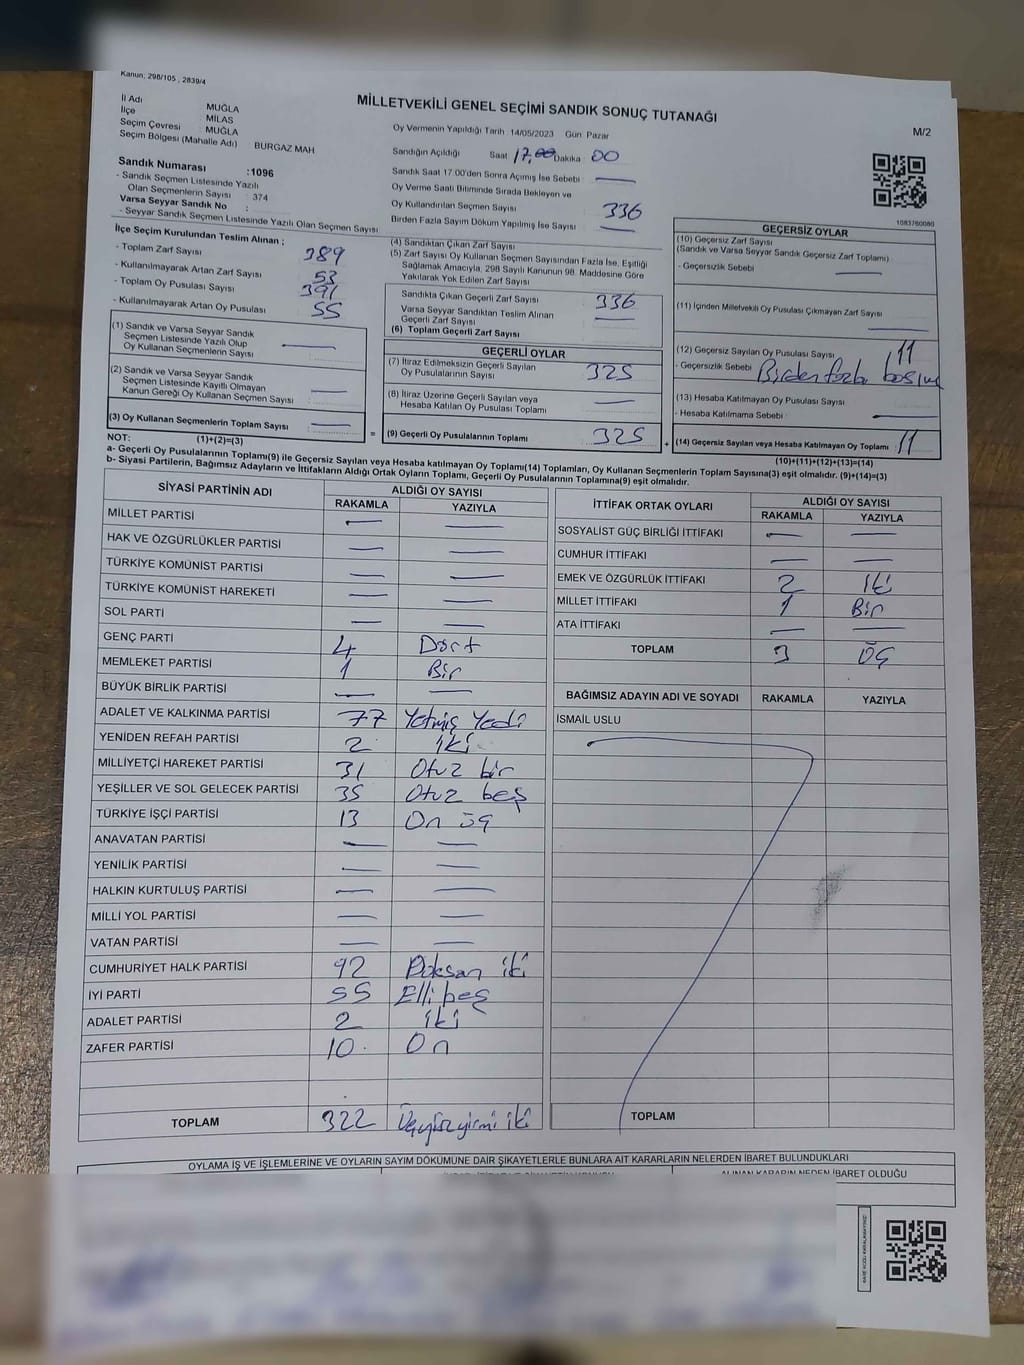 Kanun; 298/105 , 2839/4
MİLLETVEKİLİ GENEL SEÇİMİ SANDIK SONUÇ TUTANAĞI
M/2
İl Adı MUĞLA
İlçe MİLAS
Seçim Çevresi MUĞLA
Seçim Bölgesi (Mahalle Adı) BURGAZ MAH
Oy Vermenin Yapıldığı Tarih : 14/05/2023 Gün: Pazar
Sandığın Açıldığı Saat 17,00 Dakika : 00
Sandık Saat 17.00'den Sonra Açımış İse Sebebi : —
Oy Verme Saati Bitiminde Sırada Bekleyen ve
Oy Kullandırılan Seçmen Sayısı 336
Birden Fazla Sayım Döküm Yapılmış İse Sayısı —
Sandık Numarası :1096
- Sandık Seçmen Listesinde Yazılı
Olan Seçmenlerin Sayısı : 374
Varsa Seyyar Sandık No :
- Seyyar Sandık Seçmen Listesinde Yazılı Olan Seçmen Sayısı
1083760080
İlçe Seçim Kurulundan Teslim Alınan ;
- Toplam Zarf Sayısı 389
- Kullanılmayarak Artan Zarf Sayısı 53
- Toplam Oy Pusulası Sayısı 391
- Kullanılmayarak Artan Oy Pusulası 55
(1) Sandık ve Varsa Seyyar Sandık
Seçmen Listesinde Yazılı Olup
Oy Kullanan Seçmenlerin Sayısı —
(2) Sandık ve Varsa Seyyar Sandık
Seçmen Listesinde Kayıtlı Olmayan
Kanun Gereği Oy Kullanan Seçmen Sayısı —
(3) Oy Kullanan Seçmenlerin Toplam Sayısı —
(4) Sandıktan Çıkan Zarf Sayısı
(5) Zarf Sayısı Oy Kullanan Seçmen Sayısından Fazla İse, Eşitliği
Sağlamak Amacıyla, 298 Sayılı Kanunun 98. Maddesine Göre
Yakılarak Yok Edilen Zarf Sayısı
Sandıkta Çıkan Geçerli Zarf Sayısı 336
Varsa Seyyar Sandıktan Teslim Alınan
Geçerli Zarf Sayısı —
(6) Toplam Geçerli Zarf Sayısı
GEÇERLİ OYLAR
(7) İtiraz Edilmeksizin Geçerli Sayılan
Oy Pusulalarının Sayısı 325
(8) İtiraz Üzerine Geçerli Sayılan veya
Hesaba Katılan Oy Pusulası Toplamı —
= (9) Geçerli Oy Pusulalarının Toplamı 325 +
GEÇERSİZ OYLAR
(10) Geçersiz Zarf Sayısı
(Sandık ve Varsa Seyyar Sandık Geçersiz Zarf Toplamı)
- Geçersizlik Sebebi —
(11) İçinden Milletvekili Oy Pusulası Çıkmayan Zarf Sayısı —
(12) Geçersiz Sayılan Oy Pusulası Sayısı 11
- Geçersizlik Sebebi Birden fazla basım
(13) Hesaba Katılmayan Oy Pusulası Sayısı
- Hesaba Katılmama Sebebi : —
(14) Geçersiz Sayılan veya Hesaba Katılmayan Oy Toplamı 11
NOT: (1)+(2)=(3) (10)+(11)+(12)+(13)=(14)
a- Geçerli Oy Pusulalarının Toplamı(9) ile Geçersiz Sayılan veya Hesaba katılmayan Oy Toplamı(14) Toplamları, Oy Kullanan Seçmenlerin Toplam Sayısına(3) eşit olmalıdır. (9)+(14)=(3)
b- Siyasi Partilerin, Bağımsız Adayların ve İttifakların Aldığı Ortak Oyların Toplamı, Geçerli Oy Pusulalarının Toplamına(9) eşit olmalıdır.
SİYASİ PARTİNİN ADI ALDIĞI OY SAYISI
RAKAMLA YAZIYLA
MİLLET PARTİSİ — —
HAK VE ÖZGÜRLÜKLER PARTİSİ — —
TÜRKİYE KOMÜNİST PARTİSİ — —
TÜRKİYE KOMÜNİST HAREKETİ — —
SOL PARTİ — —
GENÇ PARTİ 4 Dört
MEMLEKET PARTİSİ 1 Bir
BÜYÜK BİRLİK PARTİSİ — —
ADALET VE KALKINMA PARTİSİ 77 Yetmiş Yedi
YENİDEN REFAH PARTİSİ 2 iki
MİLLİYETÇİ HAREKET PARTİSİ 31 Otuz bir
YEŞİLLER VE SOL GELECEK PARTİSİ 35 Otuz beş
TÜRKİYE İŞÇİ PARTİSİ 13 On üç
ANAVATAN PARTİSİ — —
YENİLİK PARTİSİ — —
HALKIN KURTULUŞ PARTİSİ — —
MİLLİ YOL PARTİSİ — —
VATAN PARTİSİ — —
CUMHURİYET HALK PARTİSİ 92 Doksan iki
İYİ PARTİ 55 Elli beş
ADALET PARTİSİ 2 iki
ZAFER PARTİSİ 10 On
TOPLAM 322 Üçyüzyirmi iki
İTTİFAK ORTAK OYLARI ALDIĞI OY SAYISI
RAKAMLA YAZIYLA
SOSYALİST GÜÇ BİRLİĞİ İTTİFAKI — —
CUMHUR İTTİFAKI — —
EMEK VE ÖZGÜRLÜK İTTİFAKI 2 iki
MİLLET İTTİFAKI 1 Bir
ATA İTTİFAKI — —
TOPLAM 3 ÜÇ
BAĞIMSIZ ADAYIN ADI VE SOYADI RAKAMLA YAZIYLA
İSMAİL USLU
TOPLAM
OYLAMA İŞ VE İŞLEMLERİNE VE OYLARIN SAYIM DÖKÜMÜNE DAİR ŞİKAYETLERLE BUNLARA AİT KARARLARIN NELERDEN İBARET BULUNDUKLARI
ALINAN KARARIN NEDEN İBARET OLDUĞU